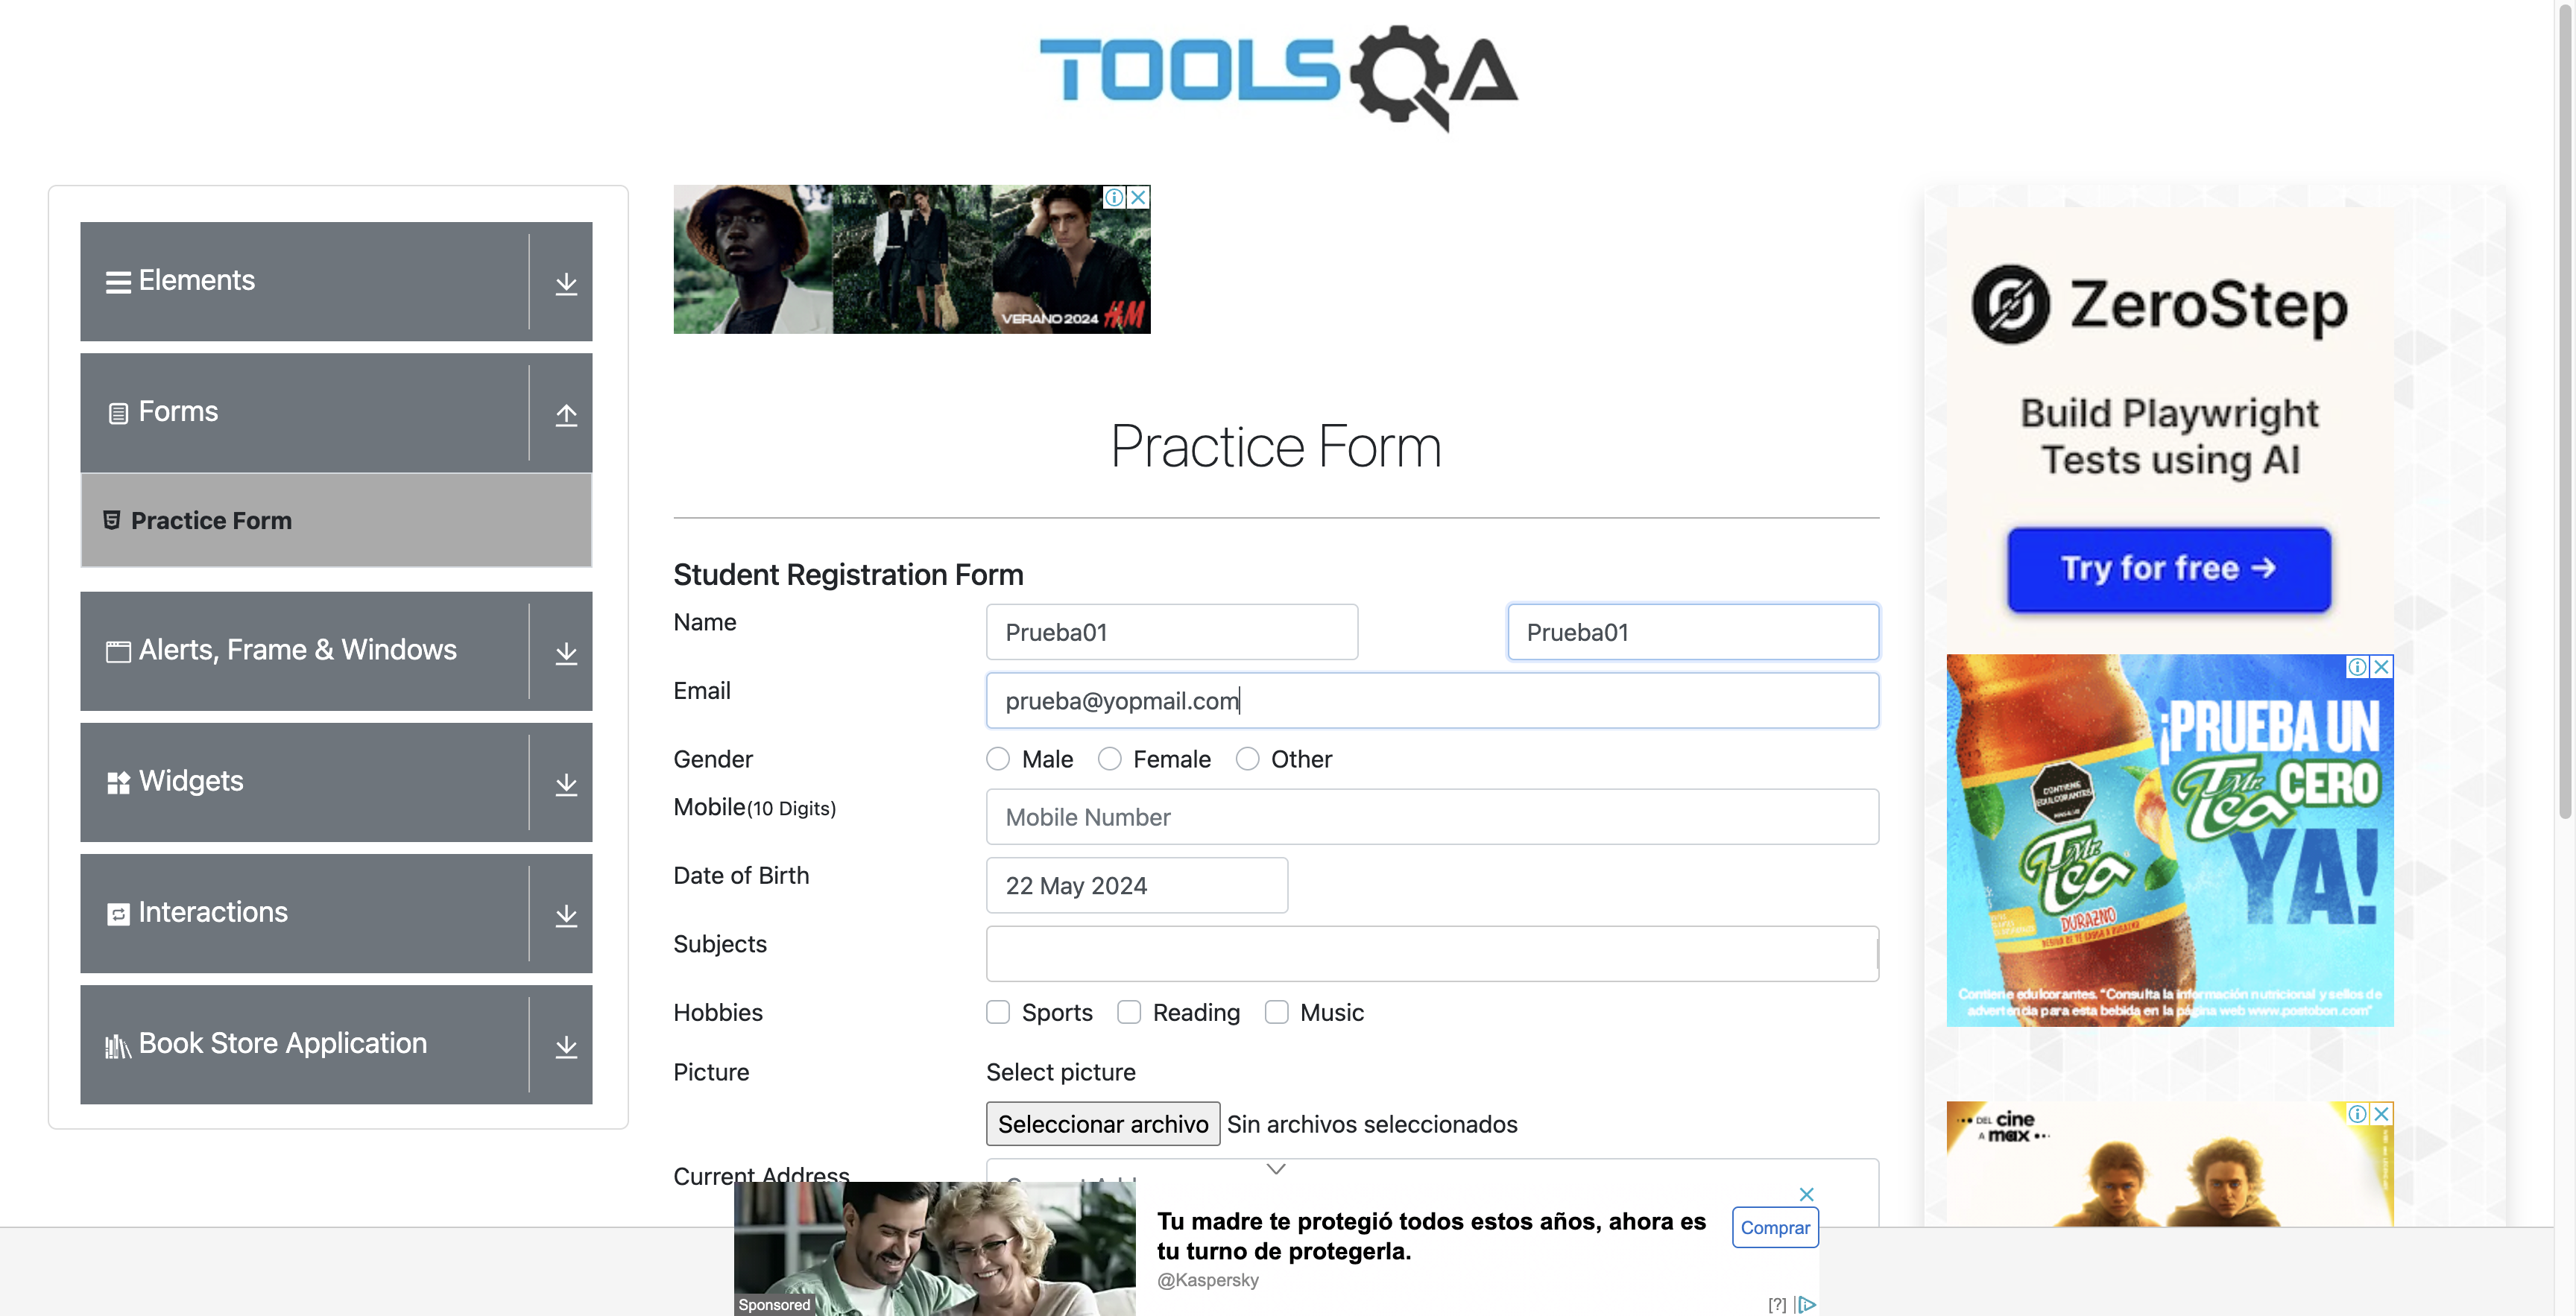 TOOLSQA
Elements
Forms
Practice Form
Alerts, Frame & Windows
Widgets
Interactions
Book Store Application
VERANO 2024 H&M
Practice Form
Student Registration Form
Name
Prueba01
Prueba01
Email
prueba@yopmail.com
Gender
Male
Female
Other
Mobile(10 Digits)
Mobile Number
Date of Birth
22 May 2024
Subjects
Hobbies
Sports
Reading
Music
Picture
Select picture
Seleccionar archivo
Sin archivos seleccionados
Current Address
Sponsored
Tu madre te protegió todos estos años, ahora es
tu turno de protegerla.
@Kaspersky
Comprar
[?]
ZeroStep
Build Playwright
Tests using AI
Try for free →
¡PRUEBA UN
Mr. Tea CERO
YA!
CONTIENE
EDULCORANTES
Mr. Tea
DURAZNO
Contiene edulcorantes. "Consulta la información nutricional y sellos de
advertencia para esta bebida en la página web www.postobon.com"
DEL cine
A max